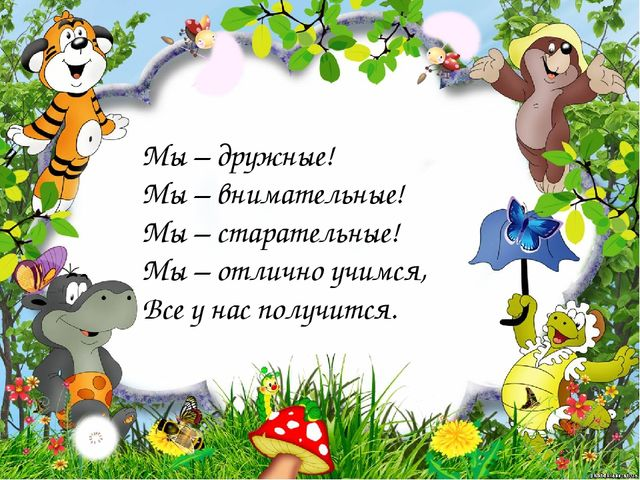 Мы – дружные!
Мы – внимательные!
Мы – старательные!
Мы – отлично учимся,
Все у нас получится.